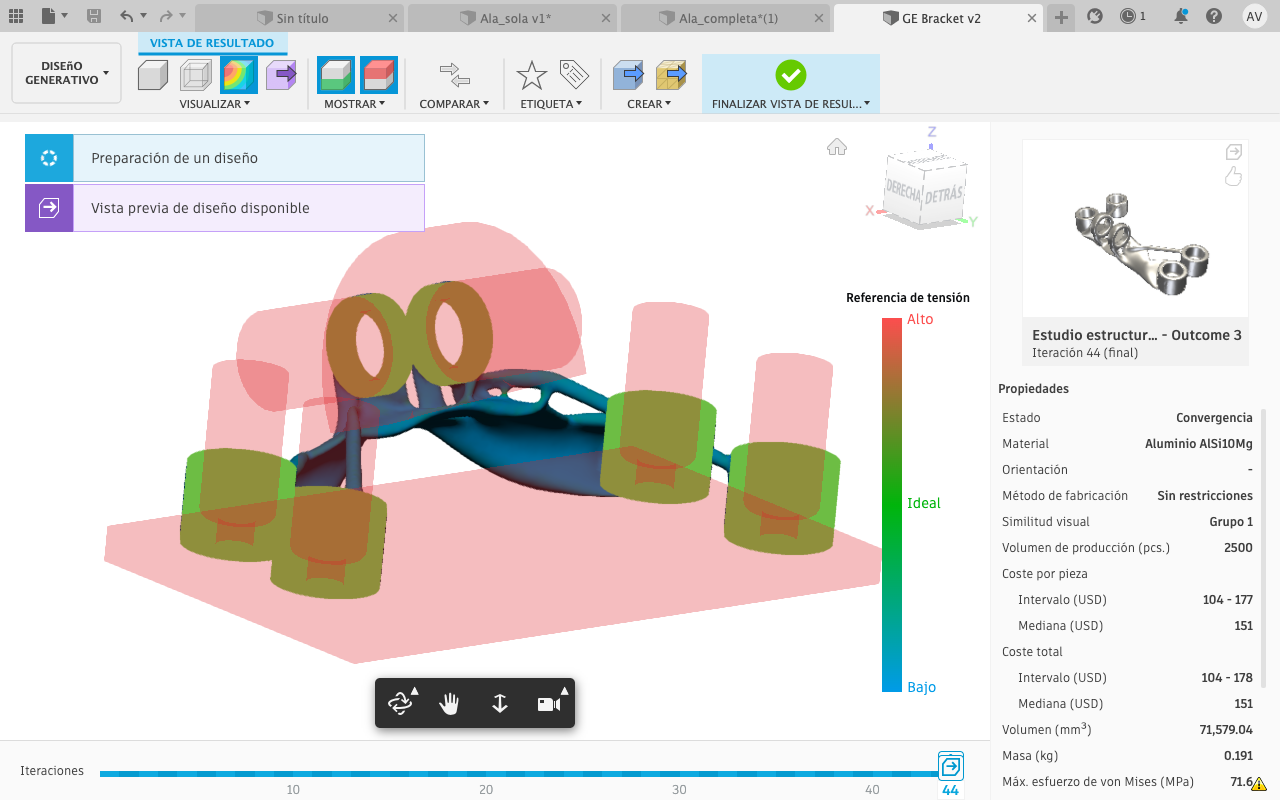 Sin título
Ala_sola v1*
Ala_completa*(1)
GE Bracket v2
1
AV
DISEñO
GENERATIVO
VISTA DE RESULTADO
VISUALIZAR
MOSTRAR
COMPARAR
ETIQUETA
CREAR
FINALIZAR VISTA DE RESUL...
Preparación de un diseño
Vista previa de diseño disponible
Z
DERECHA
DETRÁS
X
Y
Referencia de tensión
Alto
Ideal
Bajo
Estudio estructur... - Outcome 3
Iteración 44 (final)
Propiedades
Estado Convergencia
Material Aluminio AlSi10Mg
Orientación -
Método de fabricación Sin restricciones
Similitud visual Grupo 1
Volumen de producción (pcs.) 2500
Coste por pieza
Intervalo (USD) 104 - 177
Mediana (USD) 151
Coste total
Intervalo (USD) 104 - 178
Mediana (USD) 151
Volumen (mm³) 71,579.04
Masa (kg) 0.191
Máx. esfuerzo de von Mises (MPa) 71.6
Iteraciones
10 20 30 40 44